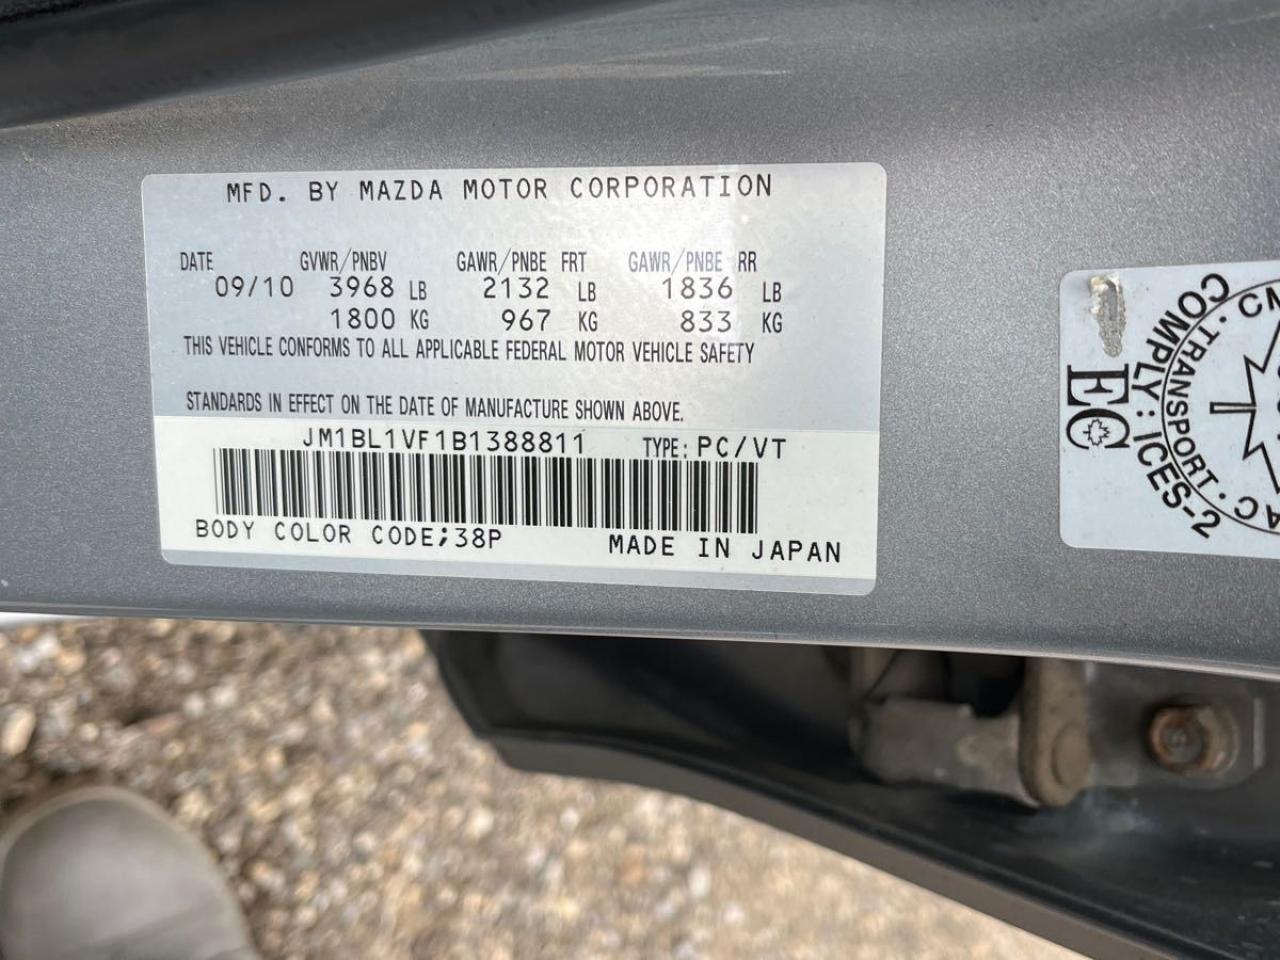 MFD. BY MAZDA MOTOR CORPORATION
DATE GVWR/PNBV GAWR/PNBE FRT GAWR/PNBE RR
09/10 3968 LB 2132 LB 1836 LB
1800 KG 967 KG 833 KG
THIS VEHICLE CONFORMS TO ALL APPLICABLE FEDERAL MOTOR VEHICLE SAFETY
STANDARDS IN EFFECT ON THE DATE OF MANUFACTURE SHOWN ABOVE.
JM1BL1VF1B1388811 TYPE: PC/VT
BODY COLOR CODE;38P MADE IN JAPAN
EC
COMPLY: ICES-2
TRANSPORT